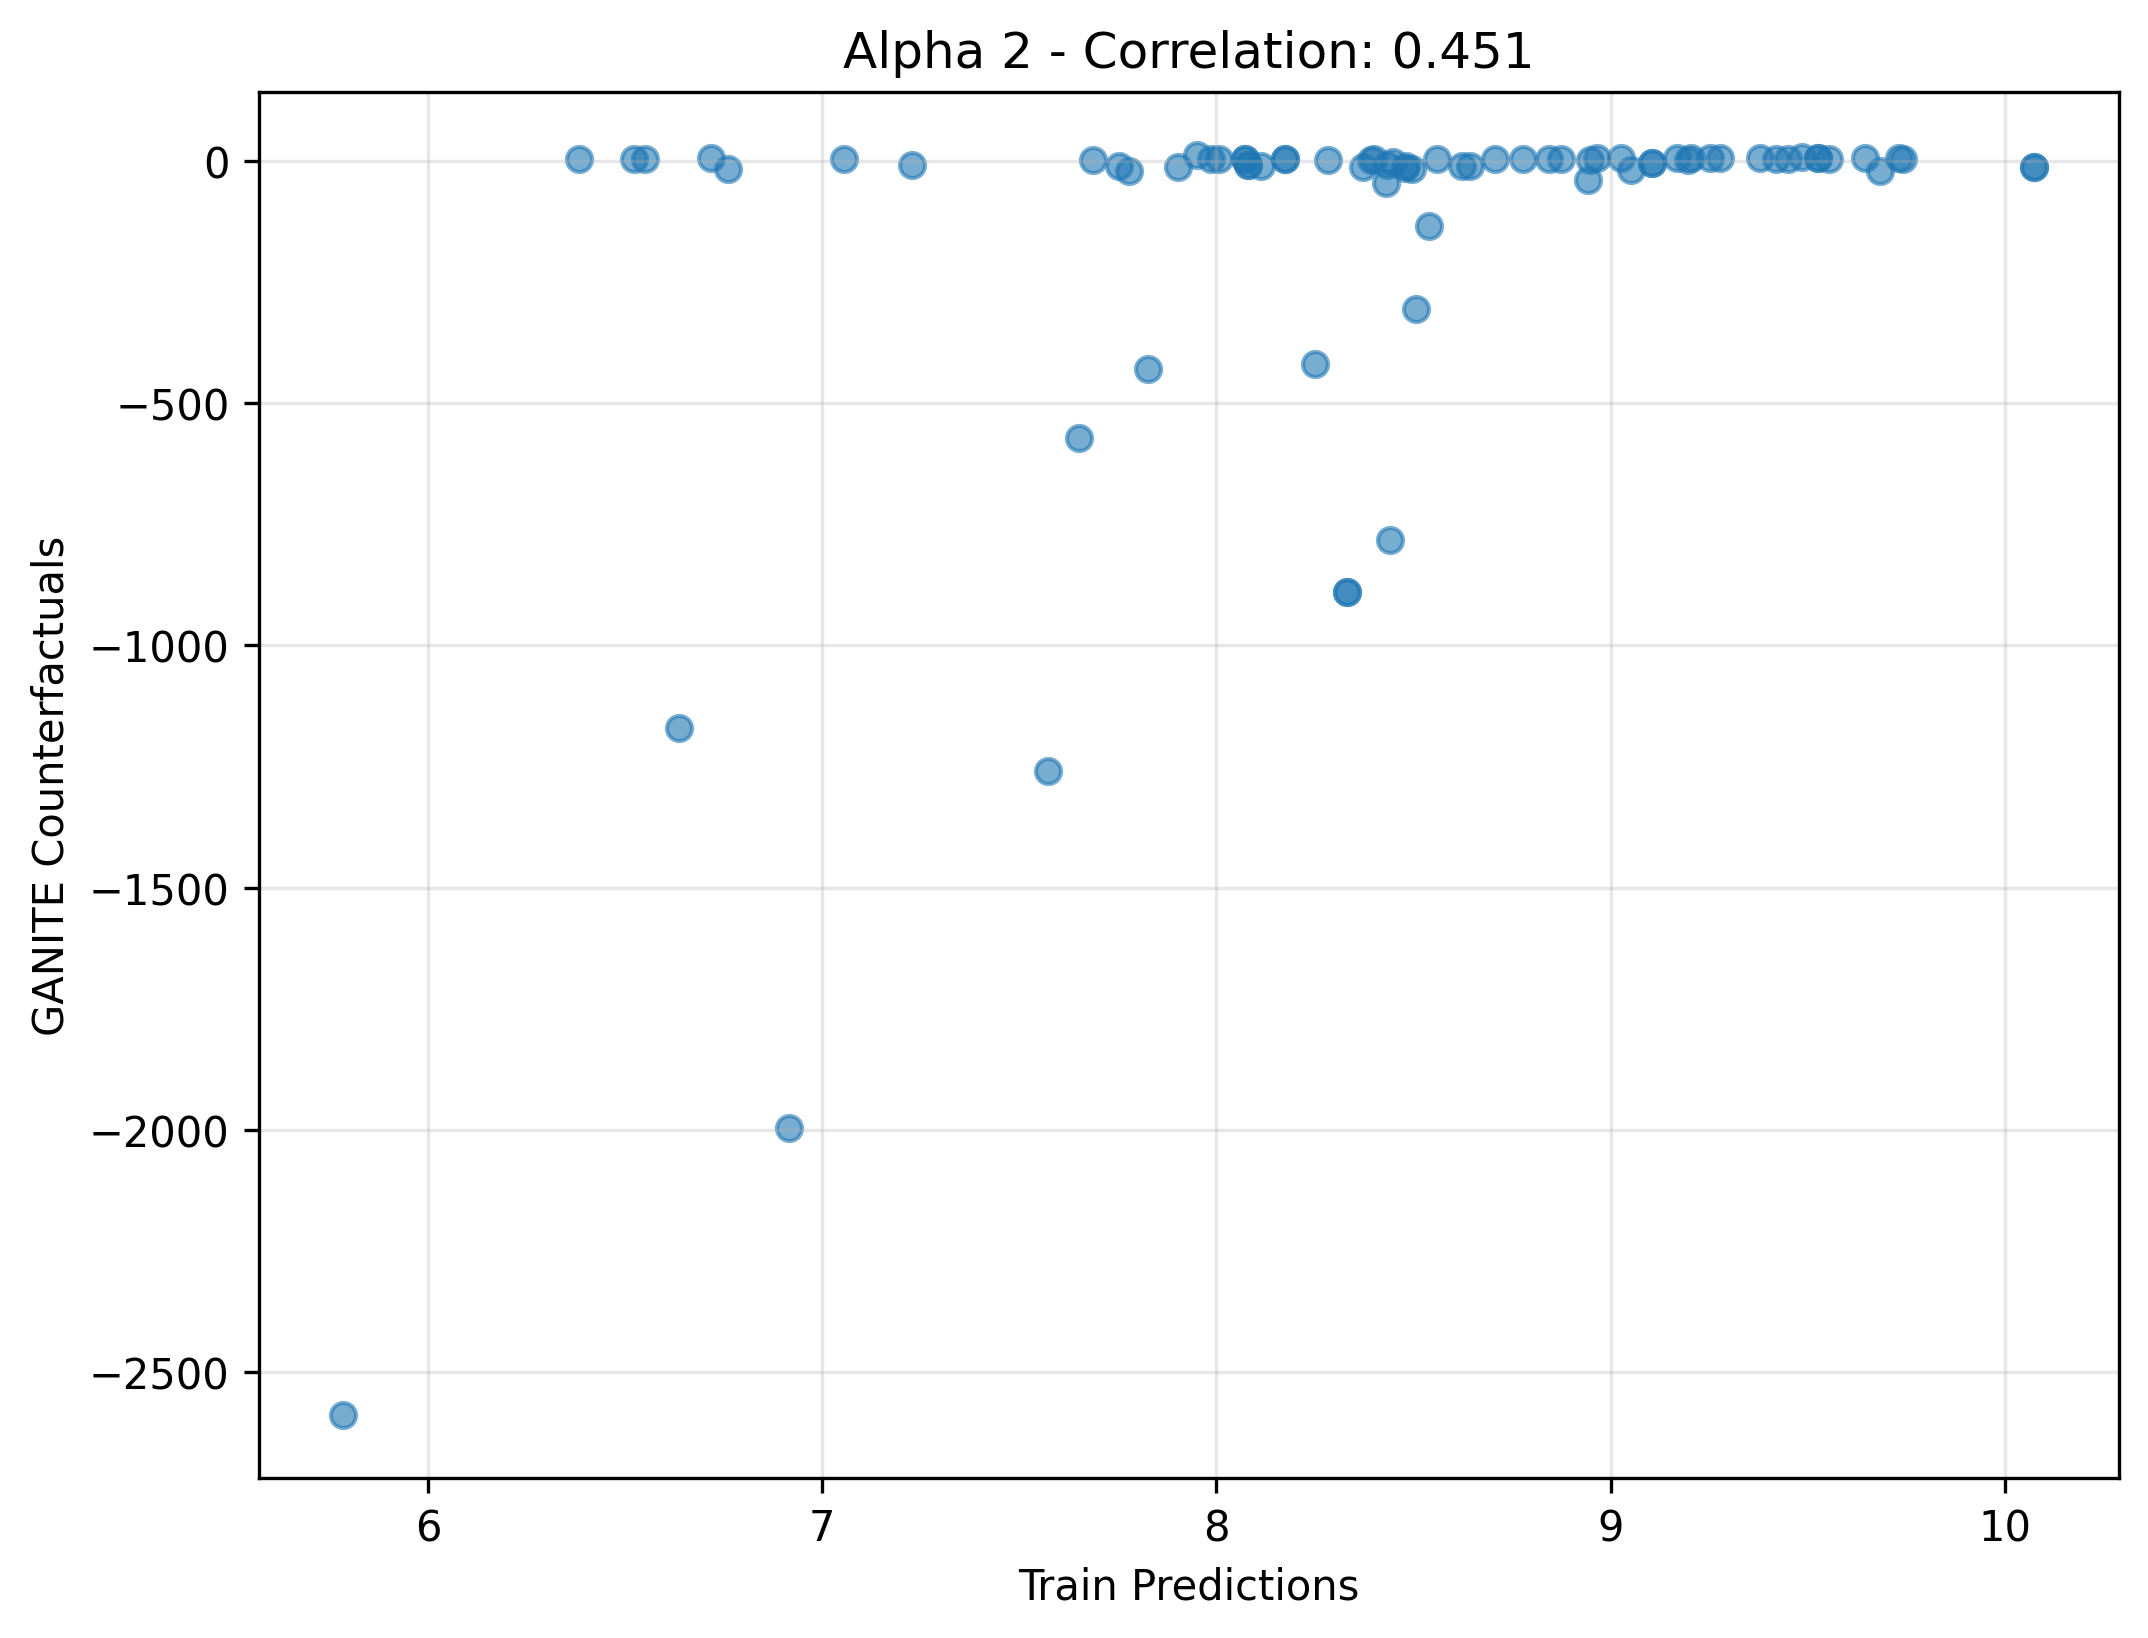 Alpha 2 - Correlation: 0.451
GANITE Counterfactuals
0
−500
−1000
−1500
−2000
−2500
6 7 8 9 10
Train Predictions